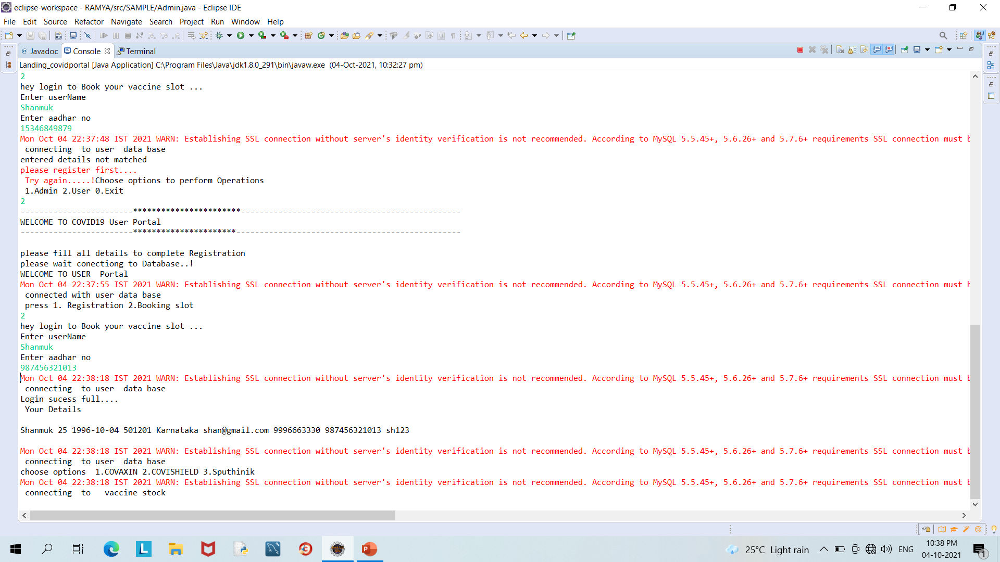 eclipse-workspace - RAMYA/src/SAMPLE/Admin.java - Eclipse IDE
File Edit Source Refactor Navigate Search Project Run Window Help
@ Javadoc Console Terminal
Landing_covidportal [Java Application] C:\Program Files\Java\jdk1.8.0_291\bin\javaw.exe (04-Oct-2021, 10:32:27 pm)
2
hey login to Book your vaccine slot ...
Enter userName
Shanmuk
Enter aadhar no
15346849879
Mon Oct 04 22:37:48 IST 2021 WARN: Establishing SSL connection without server's identity verification is not recommended. According to MySQL 5.5.45+, 5.6.26+ and 5.7.6+ requirements SSL connection must b
connecting  to user  data base
entered details not matched
please register first....
Try again.....!Choose options to perform Operations
1.Admin 2.User 0.Exit
2
------------------------***********************-----------------------------------------------
WELCOME TO COVID19 User Portal
------------------------**********************------------------------------------------------
please fill all details to complete Registration
please wait conectiong to Database..!
WELCOME TO USER  Portal
Mon Oct 04 22:37:55 IST 2021 WARN: Establishing SSL connection without server's identity verification is not recommended. According to MySQL 5.5.45+, 5.6.26+ and 5.7.6+ requirements SSL connection must b
connected with user data base
press 1. Registration 2.Booking slot
2
hey login to Book your vaccine slot ...
Enter userName
Shanmuk
Enter aadhar no
987456321013
Mon Oct 04 22:38:18 IST 2021 WARN: Establishing SSL connection without server's identity verification is not recommended. According to MySQL 5.5.45+, 5.6.26+ and 5.7.6+ requirements SSL connection must b
connecting  to user  data base
Login sucess full....
Your Details
Shanmuk 25 1996-10-04 501201 Karnataka shan@gmail.com 9996663330 987456321013 sh123
Mon Oct 04 22:38:18 IST 2021 WARN: Establishing SSL connection without server's identity verification is not recommended. According to MySQL 5.5.45+, 5.6.26+ and 5.7.6+ requirements SSL connection must b
connecting  to user  data base
choose options  1.COVAXIN 2.COVISHIELD 3.Sputhinik
Mon Oct 04 22:38:18 IST 2021 WARN: Establishing SSL connection without server's identity verification is not recommended. According to MySQL 5.5.45+, 5.6.26+ and 5.7.6+ requirements SSL connection must b
connecting  to   vaccine stock
25°C Light rain ENG 10:38 PM
04-10-2021
1